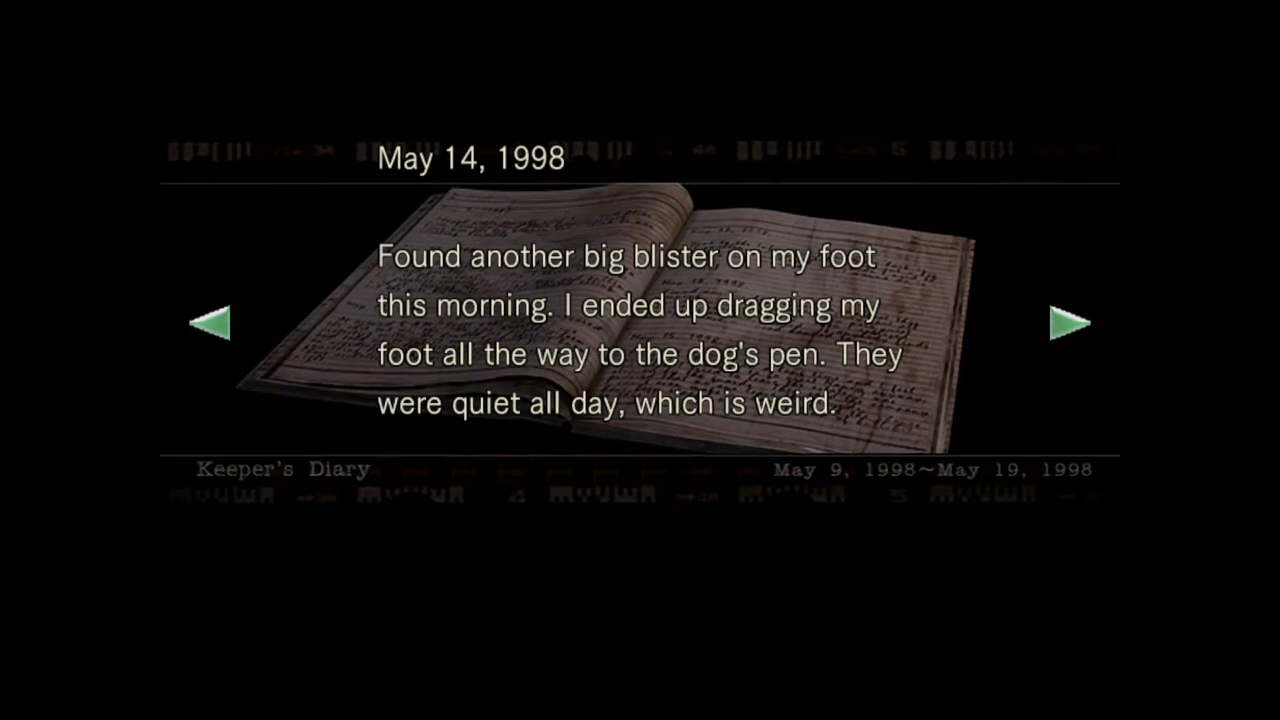 May 14, 1998
Found another big blister on my foot
this morning. I ended up dragging my
foot all the way to the dog's pen. They
were quiet all day, which is weird.
Keeper's Diary
May 9, 1998~May 19, 1998